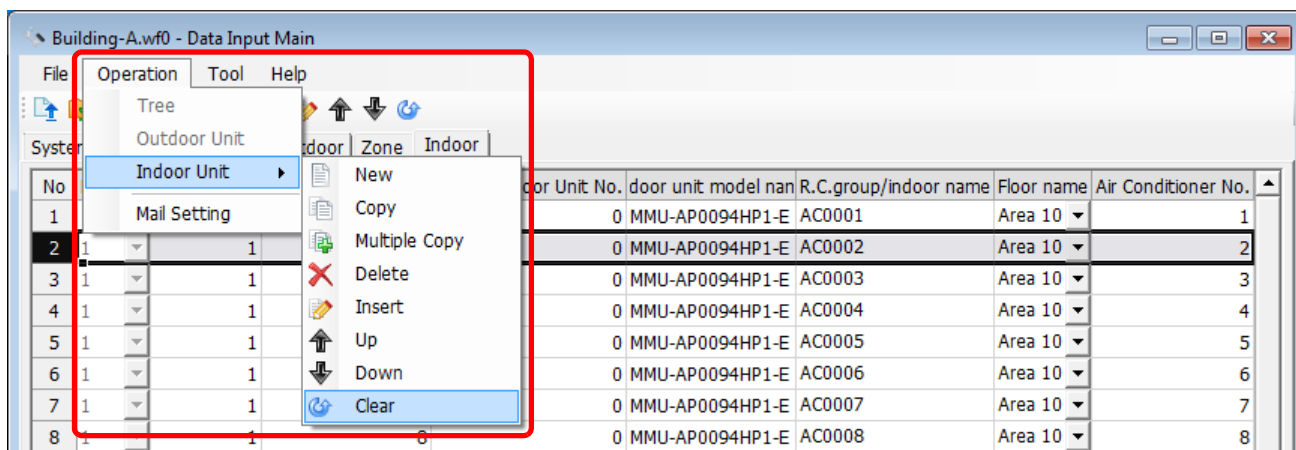 Building-A.wf0 - Data Input Main
File Operation Tool Help
Tree
Outdoor Unit
Indoor Unit
Mail Setting
New
Copy
Multiple Copy
Delete
Insert
Up
Down
Clear
Zone Indoor
No Unit No. door unit model nan R.C.group/indoor name Floor name Air Conditioner No.
1 0 MMU-AP0094HP1-E AC0001 Area 10 1
2 1 1 0 MMU-AP0094HP1-E AC0002 Area 10 2
3 1 1 0 MMU-AP0094HP1-E AC0003 Area 10 3
4 1 1 0 MMU-AP0094HP1-E AC0004 Area 10 4
5 1 1 0 MMU-AP0094HP1-E AC0005 Area 10 5
6 1 1 0 MMU-AP0094HP1-E AC0006 Area 10 6
7 1 1 0 MMU-AP0094HP1-E AC0007 Area 10 7
8 1 1 8 0 MMU-AP0094HP1-E AC0008 Area 10 8